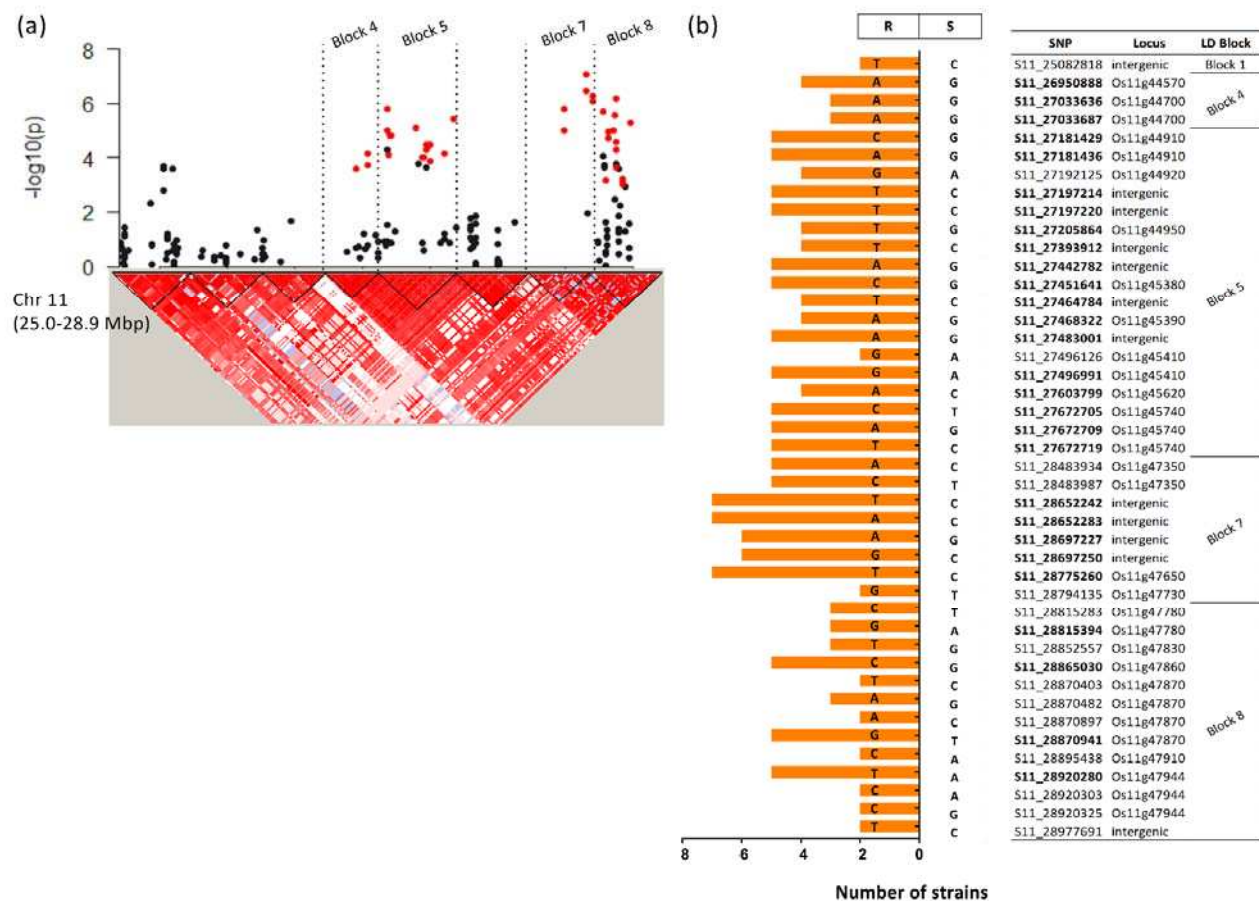 (a)
Block 4
Block 5
Block 7
Block 8
8
6
4
2
0
-log10(p)
Chr 11
(25.0-28.9 Mbp)
(b)
R S
SNP Locus LD Block
T C S11_25082818 intergenic Block 1
A G S11_26950888 Os11g44570
A G S11_27033636 Os11g44700 Block 4
A G S11_27033687 Os11g44700
C G S11_27181429 Os11g44910
A G S11_27181436 Os11g44910
G A S11_27192125 Os11g44920
T C S11_27197214 intergenic
T C S11_27197220 intergenic
T G S11_27205864 Os11g44950
T C S11_27393912 intergenic
A G S11_27442782 intergenic
C G S11_27451641 Os11g45380 Block 5
T C S11_27464784 intergenic
A G S11_27468322 Os11g45390
A G S11_27483001 intergenic
G A S11_27496126 Os11g45410
G A S11_27496991 Os11g45410
A C S11_27603799 Os11g45620
C T S11_27672705 Os11g45740
A G S11_27672709 Os11g45740
T C S11_27672719 Os11g45740
A C S11_28483934 Os11g47350
C T S11_28483987 Os11g47350
T C S11_28652242 intergenic
A C S11_28652283 intergenic Block 7
A G S11_28697227 intergenic
G C S11_28697250 intergenic
T C S11_28775260 Os11g47650
G T S11_28794135 Os11g47730
C T S11_28815283 Os11g47780
G A S11_28815394 Os11g47780
T G S11_28852557 Os11g47830
C G S11_28865030 Os11g47860
T C S11_28870403 Os11g47870
A G S11_28870482 Os11g47870
A C S11_28870897 Os11g47870 Block 8
G T S11_28870941 Os11g47870
C A S11_28895438 Os11g47910
T A S11_28920280 Os11g47944
C A S11_28920303 Os11g47944
C G S11_28920325 Os11g47944
T C S11_28977691 intergenic
8 6 4 2 0
Number of strains